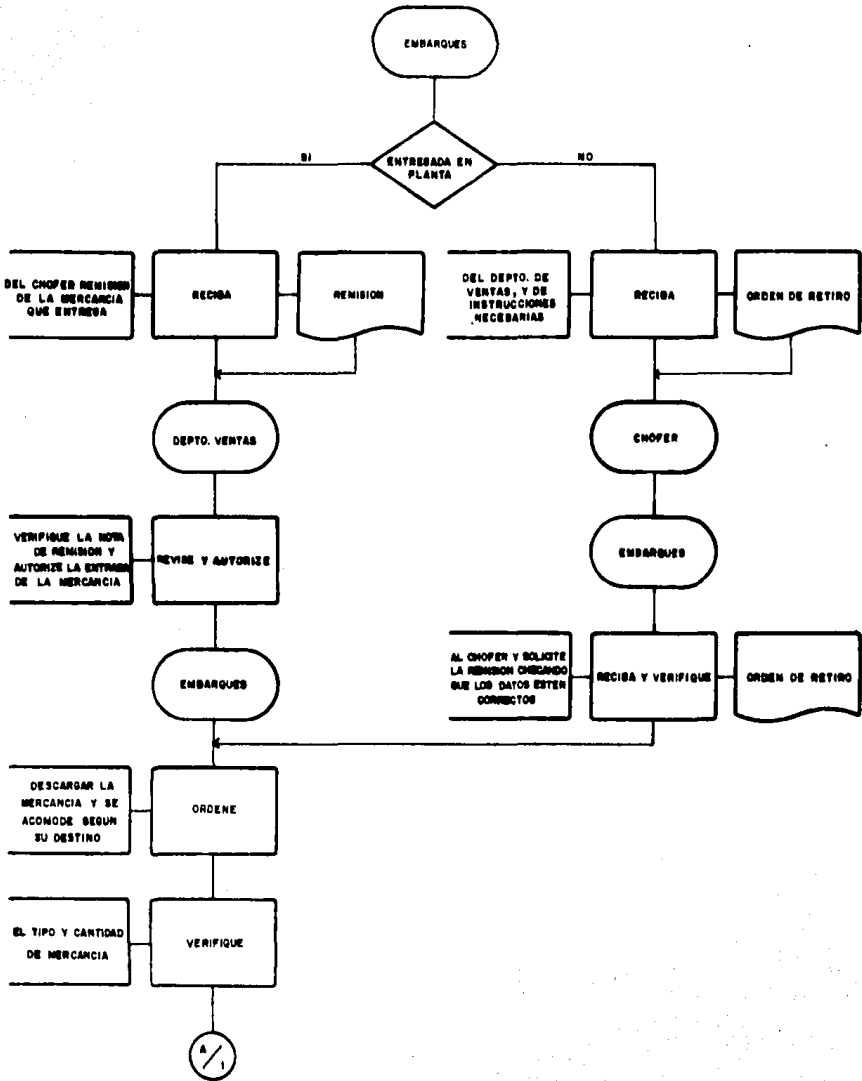 EMBARQUES
ENTREGADA EN
PLANTA
SI
NO
DEL CHOFER REMISION
DE LA MERCANCIA
QUE ENTREGA
RECIBA
REMISION
DEL DEPTO. DE
VENTAS, Y DE
INSTRUCCIONES
NECESARIAS
RECIBA
ORDEN DE RETIRO
DEPTO. VENTAS
CHOFER
VERIFIQUE LA NOTA
DE REMISION Y
AUTORIZE LA ENTRADA
DE LA MERCANCIA
REVISE Y AUTORIZE
EMBARQUES
EMBARQUES
AL CHOFER Y SOLICITE
LA REMISION CHECANDO
QUE LOS DATOS ESTEN
CORRECTOS
RECIBA Y VERIFIQUE
ORDEN DE RETIRO
DESCARGAR LA
MERCANCIA Y SE
ACOMODE SEGUN
SU DESTINO
ORDENE
EL TIPO Y CANTIDAD
DE MERCANCIA
VERIFIQUE
A/1